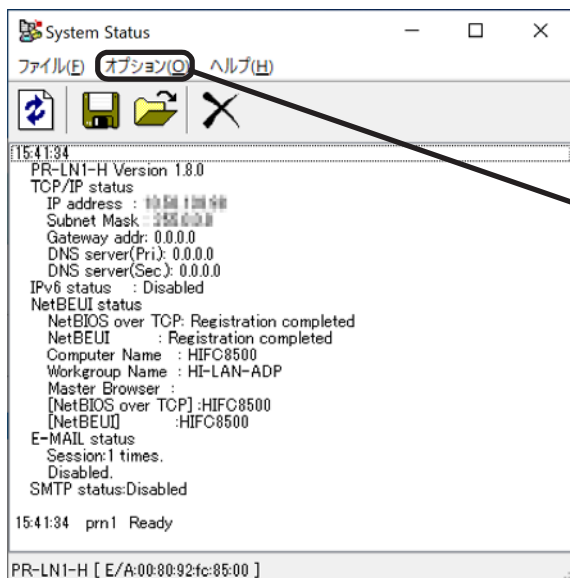 System Status
ファイル(F) オプション(O) ヘルプ(H)
15:41:34
PR-LN1-H Version 1.8.0
TCP/IP status
IP address :
Subnet Mask :
Gateway addr: 0.0.0.0
DNS server(Pri.): 0.0.0.0
DNS server(Sec.): 0.0.0.0
IPv6 status : Disabled
NetBEUI status
NetBIOS over TCP: Registration completed
NetBEUI : Registration completed
Computer Name : HIFC8500
Workgroup Name : HI-LAN-ADP
Master Browser :
[NetBIOS over TCP] :HIFC8500
[NetBEUI] :HIFC8500
E-MAIL status
Session:1 times.
Disabled.
SMTP status:Disabled
15:41:34 prn1 Ready
PR-LN1-H [ E/A:00:80:92:fc:85:00 ]